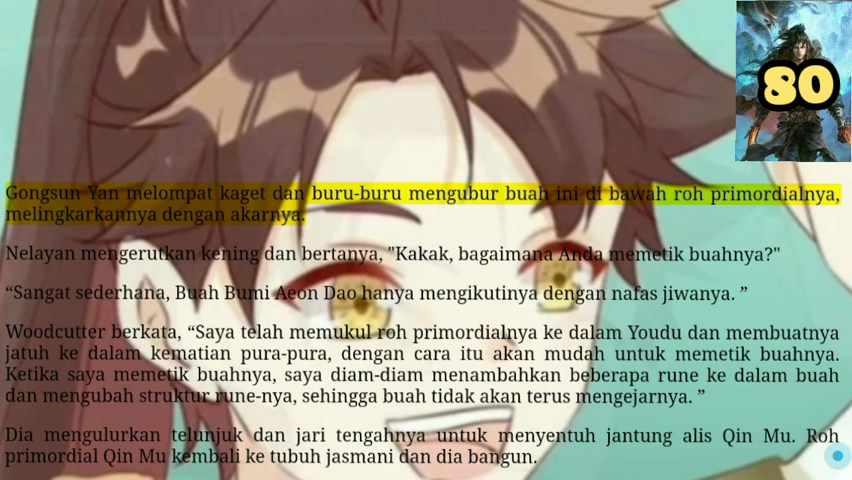 80
Gongsun Yan melompat kaget dan buru-buru mengubur buah ini di bawah roh primordialnya,
melingkarkannya dengan akarnya.
Nelayan mengerutkan kening dan bertanya, "Kakak, bagaimana Anda memetik buahnya?"
“Sangat sederhana, Buah Bumi Aeon Dao hanya mengikutinya dengan nafas jiwanya. ”
Woodcutter berkata, “Saya telah memukul roh primordialnya ke dalam Youdu dan membuatnya
jatuh ke dalam kematian pura-pura, dengan cara itu akan mudah untuk memetik buahnya.
Ketika saya memetik buahnya, saya diam-diam menambahkan beberapa rune ke dalam buah
dan mengubah struktur rune-nya, sehingga buah tidak akan terus mengejarnya. ”
Dia mengulurkan telunjuk dan jari tengahnya untuk menyentuh jantung alis Qin Mu. Roh
primordial Qin Mu kembali ke tubuh jasmani dan dia bangun.